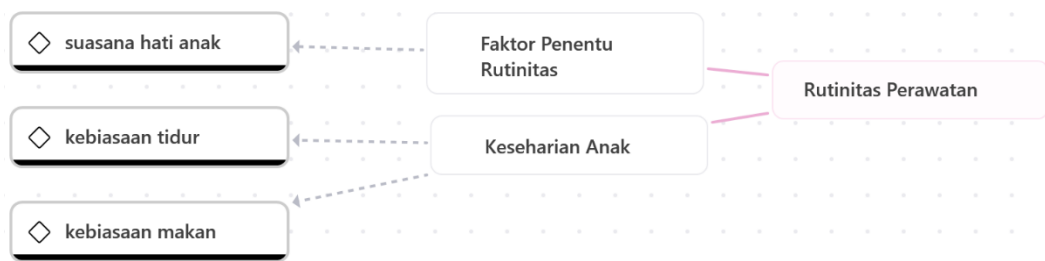 suasana hati anak
Faktor Penentu
Rutinitas
Rutinitas Perawatan
kebiasaan tidur
Keseharian Anak
kebiasaan makan